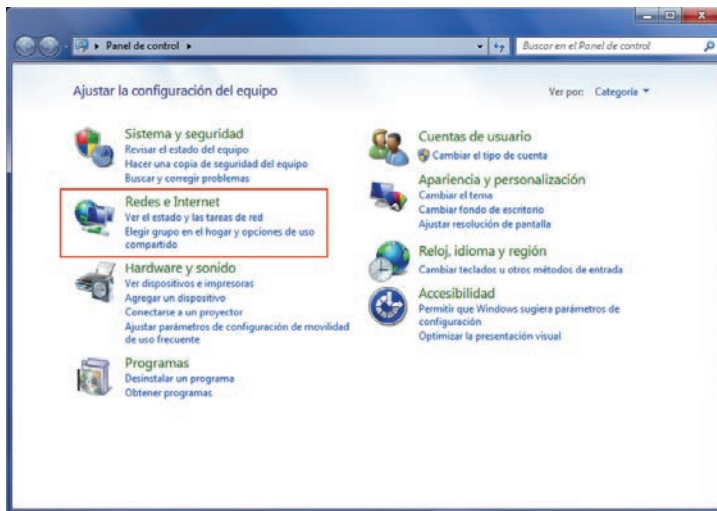 Panel de control
Buscar en el Panel de control
Ajustar la configuración del equipo
Ver por: Categoría
Sistema y seguridad
Revisar el estado del equipo
Hacer una copia de seguridad del equipo
Buscar y corregir problemas
Redes e Internet
Ver el estado y las tareas de red
Elegir grupo en el hogar y opciones de uso
compartido
Hardware y sonido
Ver dispositivos e impresoras
Agregar un dispositivo
Conectarse a un proyector
Ajustar parámetros de configuración de movilidad
de uso frecuente
Programas
Desinstalar un programa
Obtener programas
Cuentas de usuario
Cambiar el tipo de cuenta
Apariencia y personalización
Cambiar el tema
Cambiar fondo de escritorio
Ajustar resolución de pantalla
Reloj, idioma y región
Cambiar teclados u otros métodos de entrada
Accesibilidad
Permitir que Windows sugiera parámetros de
configuración
Optimizar la presentación visual